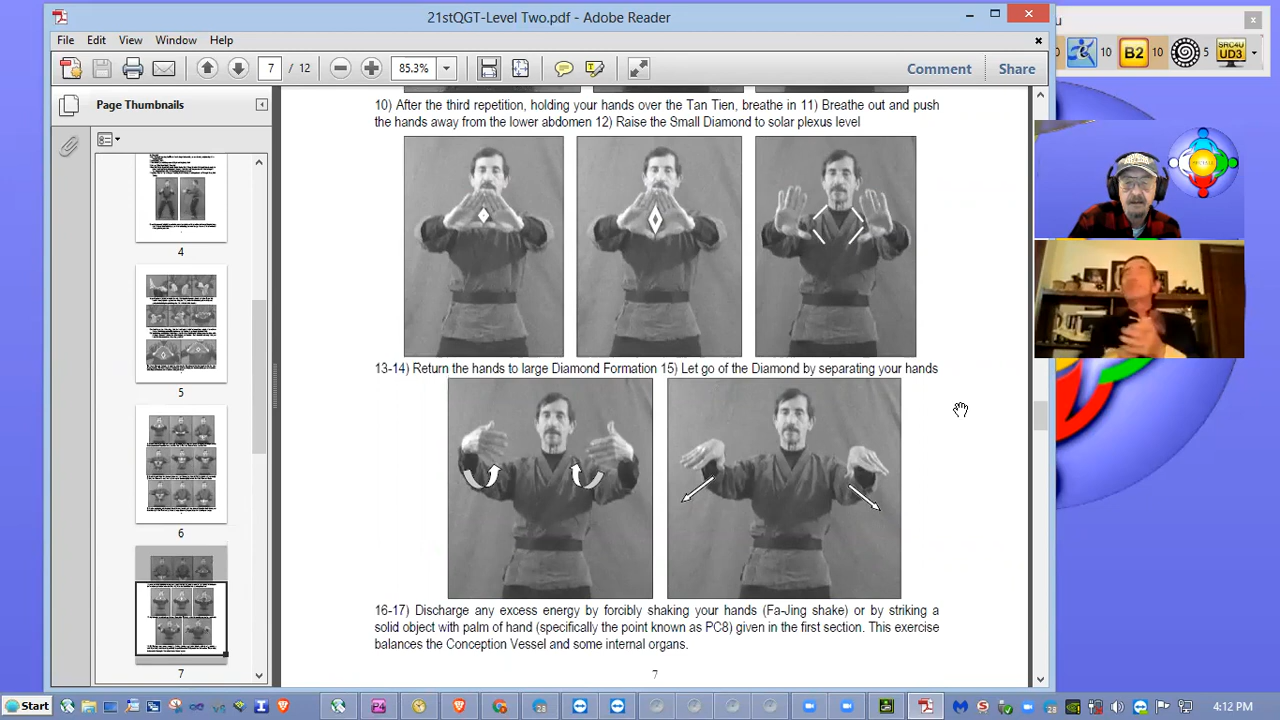 21stQGT-Level Two.pdf - Adobe Reader
File Edit View Window Help
7 / 12 85.3% Comment Share
10 B2 10 5 SRC4U UD3
Page Thumbnails
4
5
6
7
10) After the third repetition, holding your hands over the Tan Tien, breathe in 11) Breathe out and push
the hands away from the lower abdomen 12) Raise the Small Diamond to solar plexus level
13-14) Return the hands to large Diamond Formation 15) Let go of the Diamond by separating your hands
16-17) Discharge any excess energy by forcibly shaking your hands (Fa-Jing shake) or by striking a
solid object with palm of hand (specifically the point known as PC8) given in the first section. This exercise
balances the Conception Vessel and some internal organs.
7
Start
4:12 PM